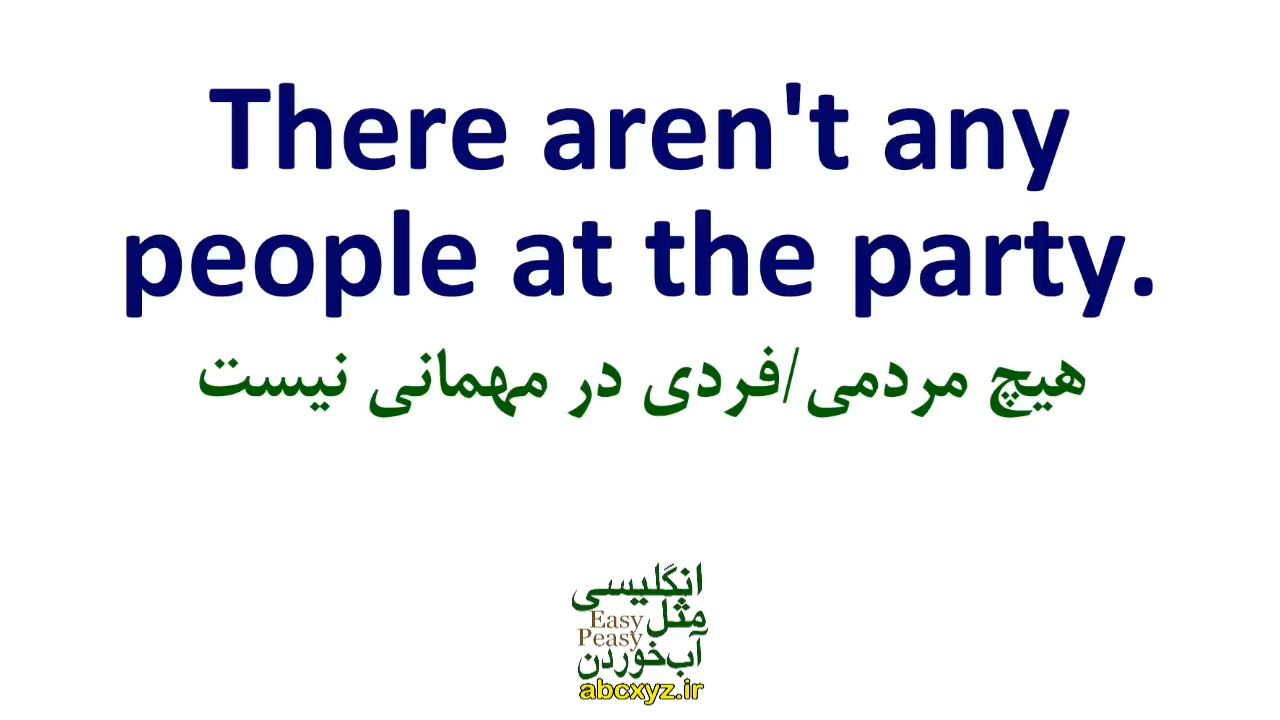 There aren't any
people at the party.
هیچ مردمی/فردی در مهمانی نیست
انگلیسی
مثل
Easy
Peasy
آب‌خوردن
abcxyz.ir